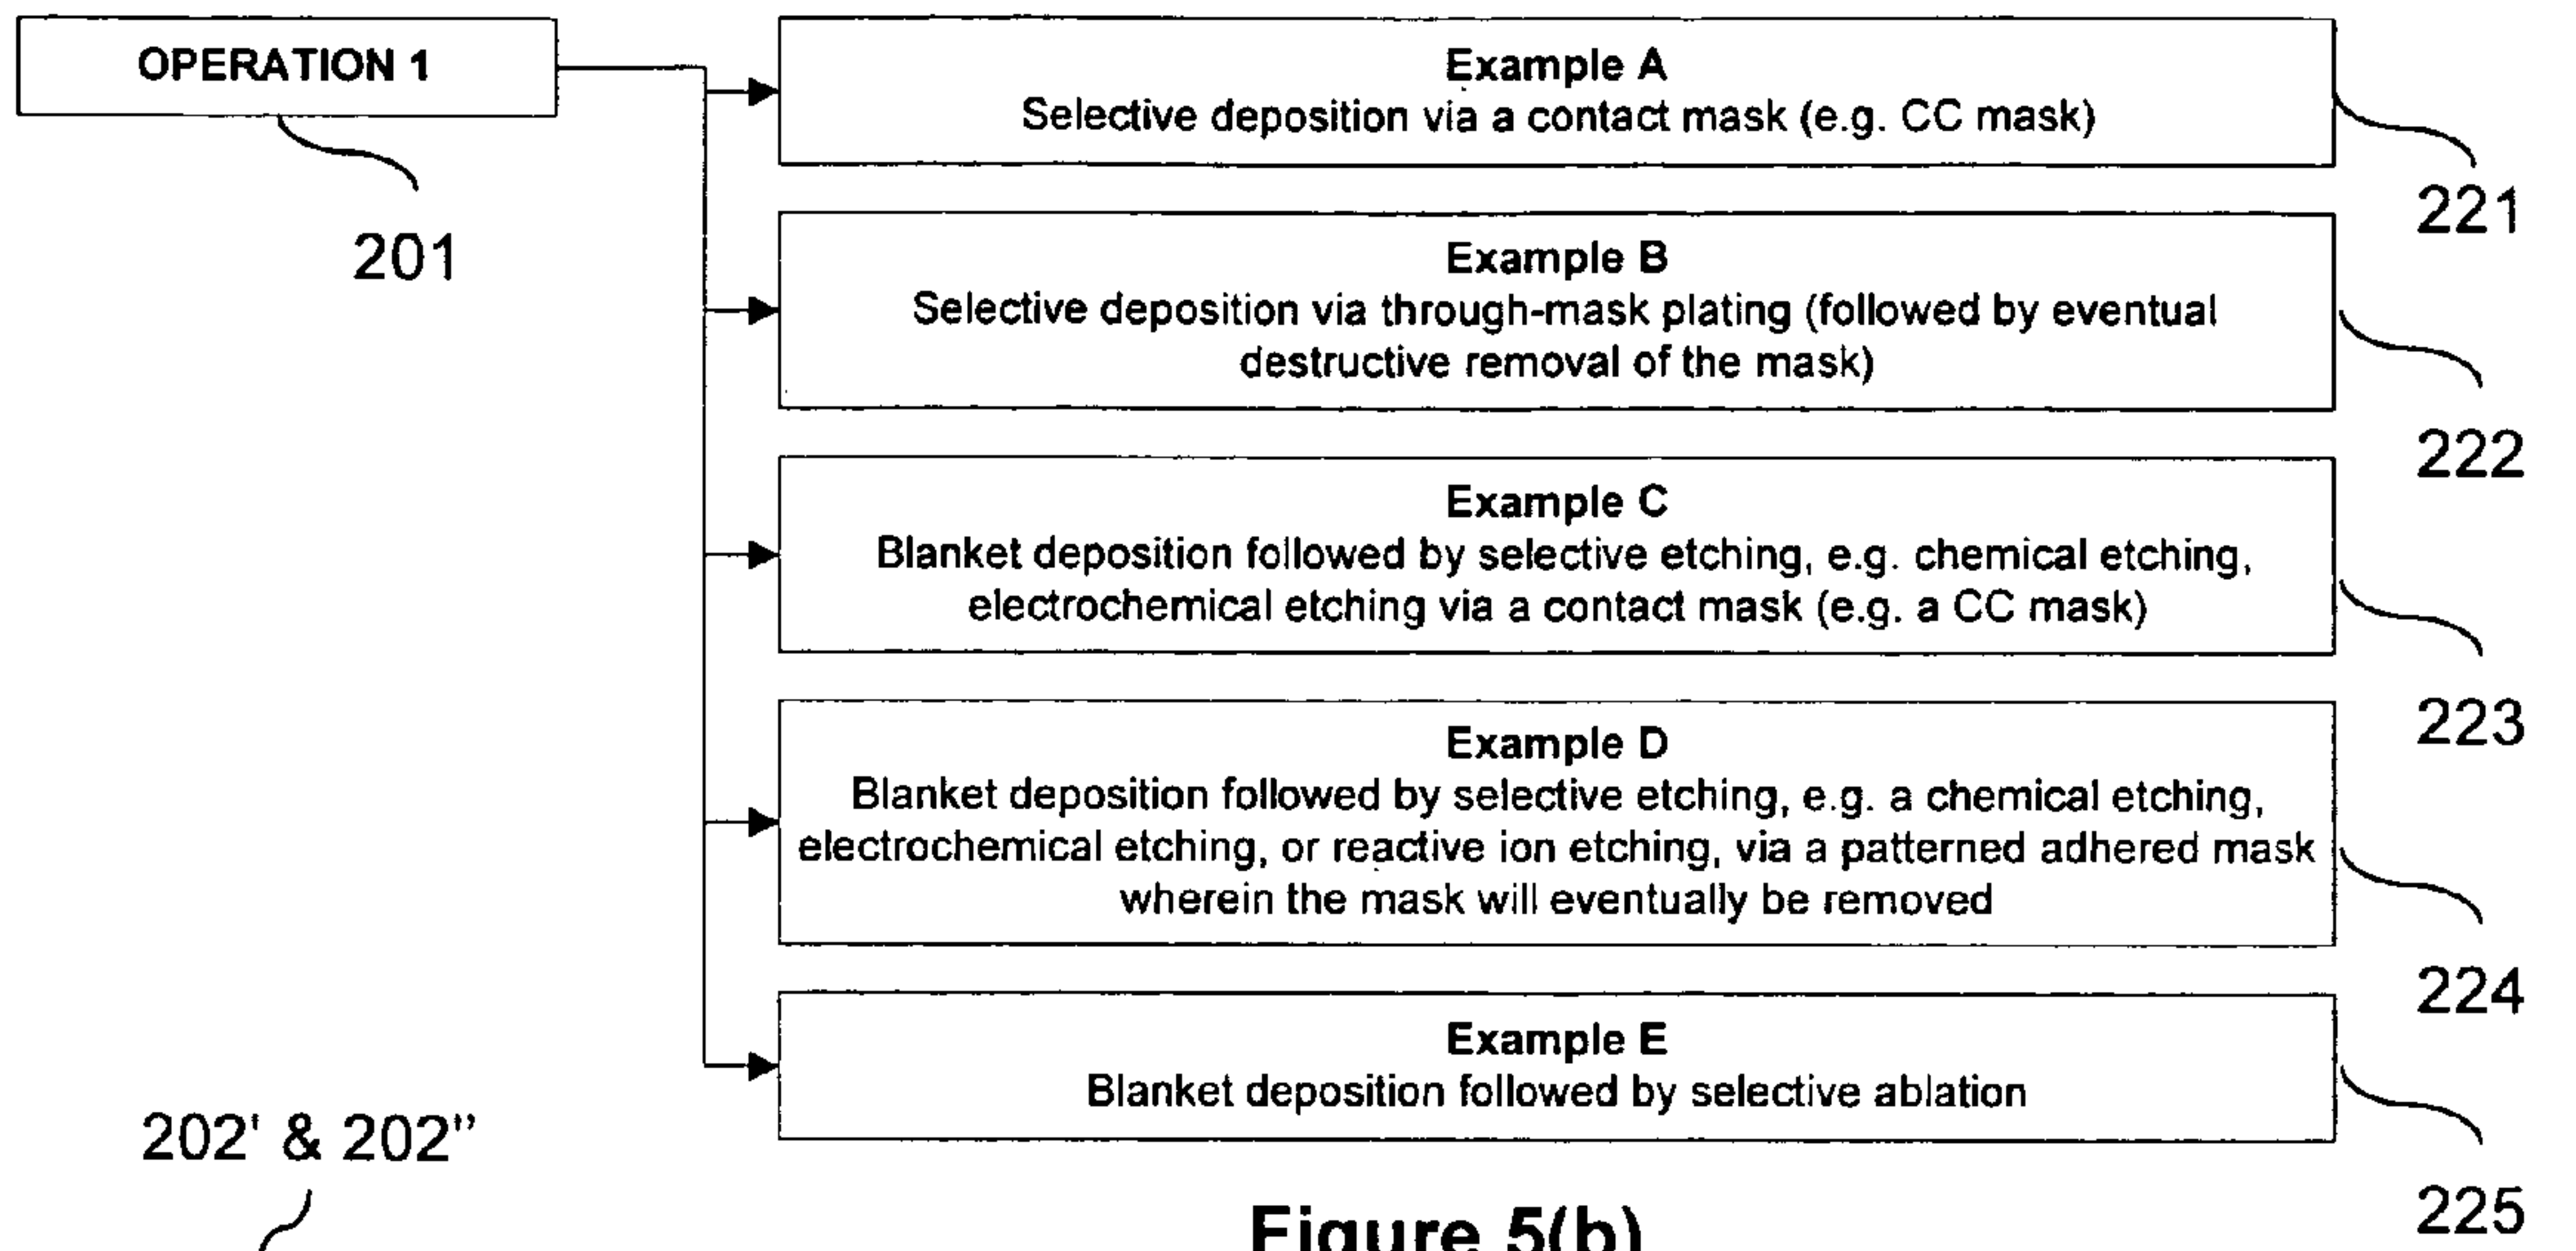 OPERATION 1
201
Example A
Selective deposition via a contact mask (e.g. CC mask)
221
Example B
Selective deposition via through-mask plating (followed by eventual
destructive removal of the mask)
222
Example C
Blanket deposition followed by selective etching, e.g. chemical etching,
electrochemical etching via a contact mask (e.g. a CC mask)
223
Example D
Blanket deposition followed by selective etching, e.g. a chemical etching,
electrochemical etching, or reactive ion etching, via a patterned adhered mask
wherein the mask will eventually be removed
224
Example E
Blanket deposition followed by selective ablation
225
202' & 202"
Figure 5(b)